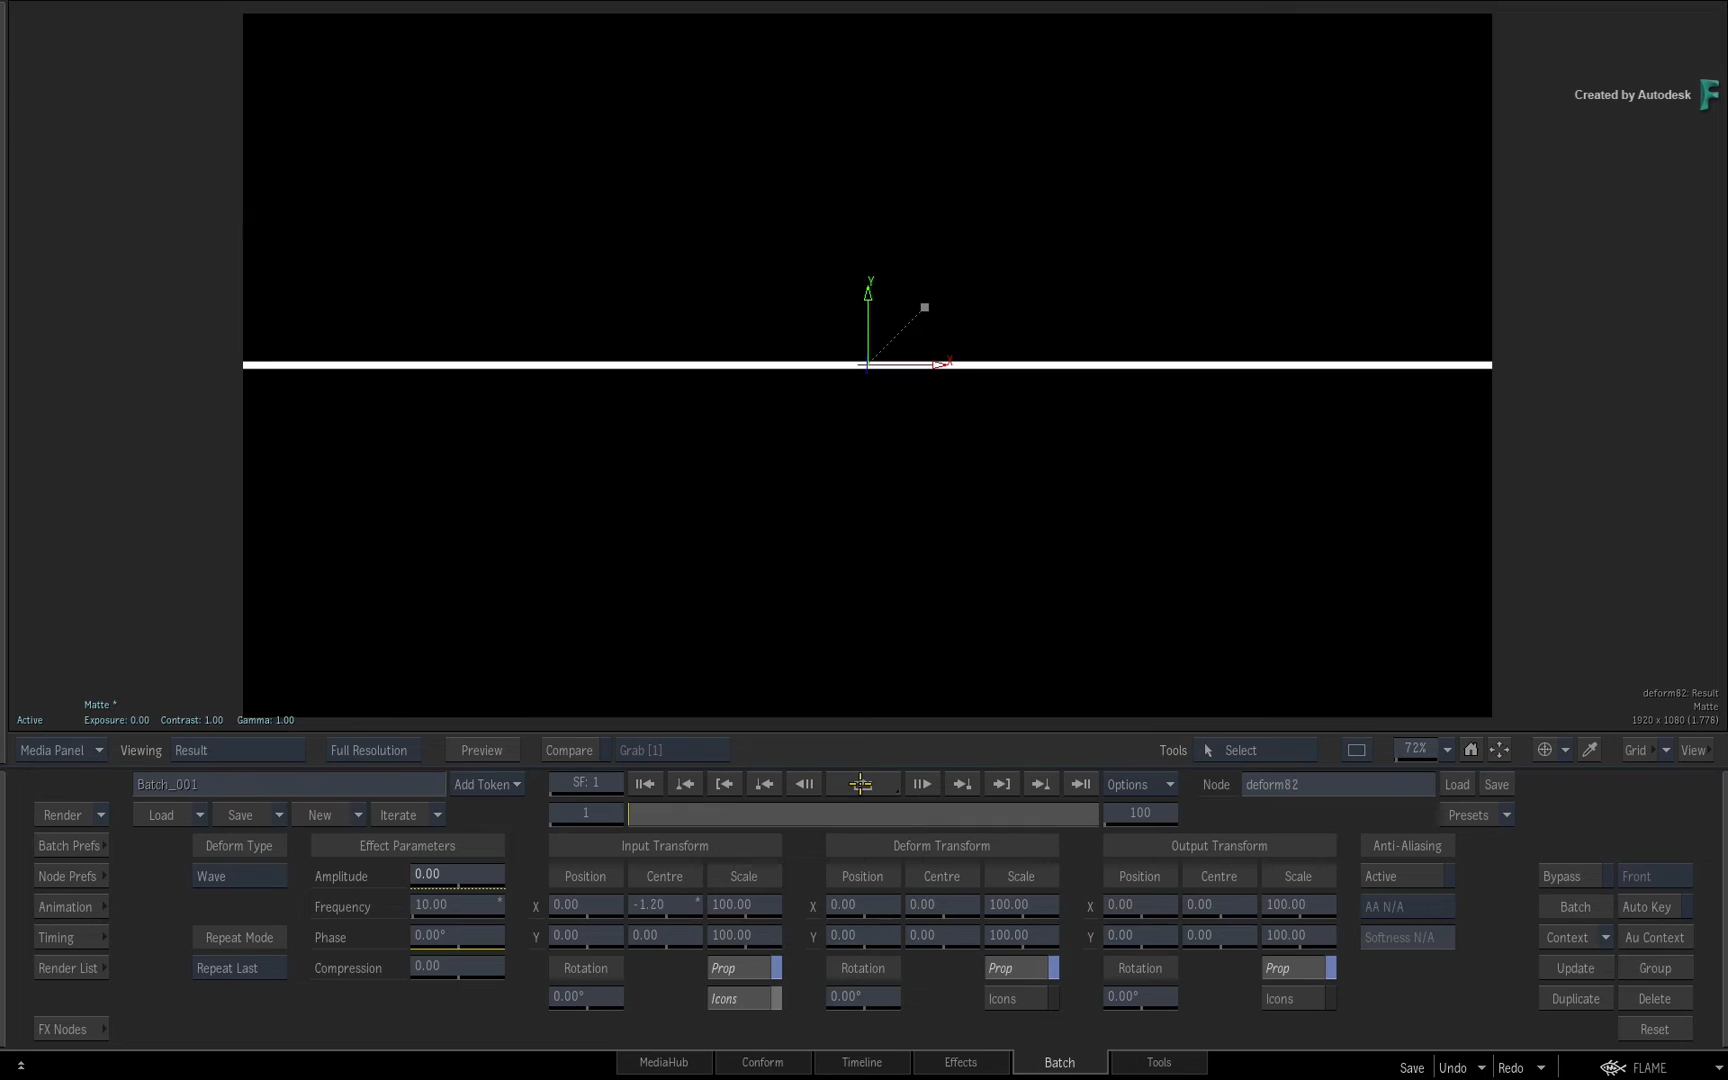 Created by Autodesk
Y
X
Matte *
Active Exposure: 0.00 Contrast: 1.00 Gamma: 1.00
deform82: Result
Matte
1920 x 1080 (1.778)
Media Panel Viewing Result Full Resolution Preview Compare Grab [1] Tools Select 72% Grid View
Batch_001 Add Token SF: 1 Options Node deform82 Load Save
Render Load Save New Iterate 1 100 Presets
Batch Prefs Deform Type Effect Parameters Input Transform Deform Transform Output Transform Anti-Aliasing
Node Prefs Wave Amplitude 0.00 Position Centre Scale Position Centre Scale Position Centre Scale Active Bypass Front
Animation Frequency 10.00 * X 0.00 -1.20 * 100.00 X 0.00 0.00 100.00 X 0.00 0.00 100.00 AA N/A Batch Auto Key
Timing Repeat Mode Phase 0.00° Y 0.00 0.00 100.00 Y 0.00 0.00 100.00 Y 0.00 0.00 100.00 Softness N/A Context Au Context
Render List Repeat Last Compression 0.00 Rotation Prop Rotation Prop Rotation Prop Update Group
0.00° Icons 0.00° Icons 0.00° Icons Duplicate Delete
FX Nodes Reset
MediaHub Conform Timeline Effects Batch Tools Save Undo Redo FLAME